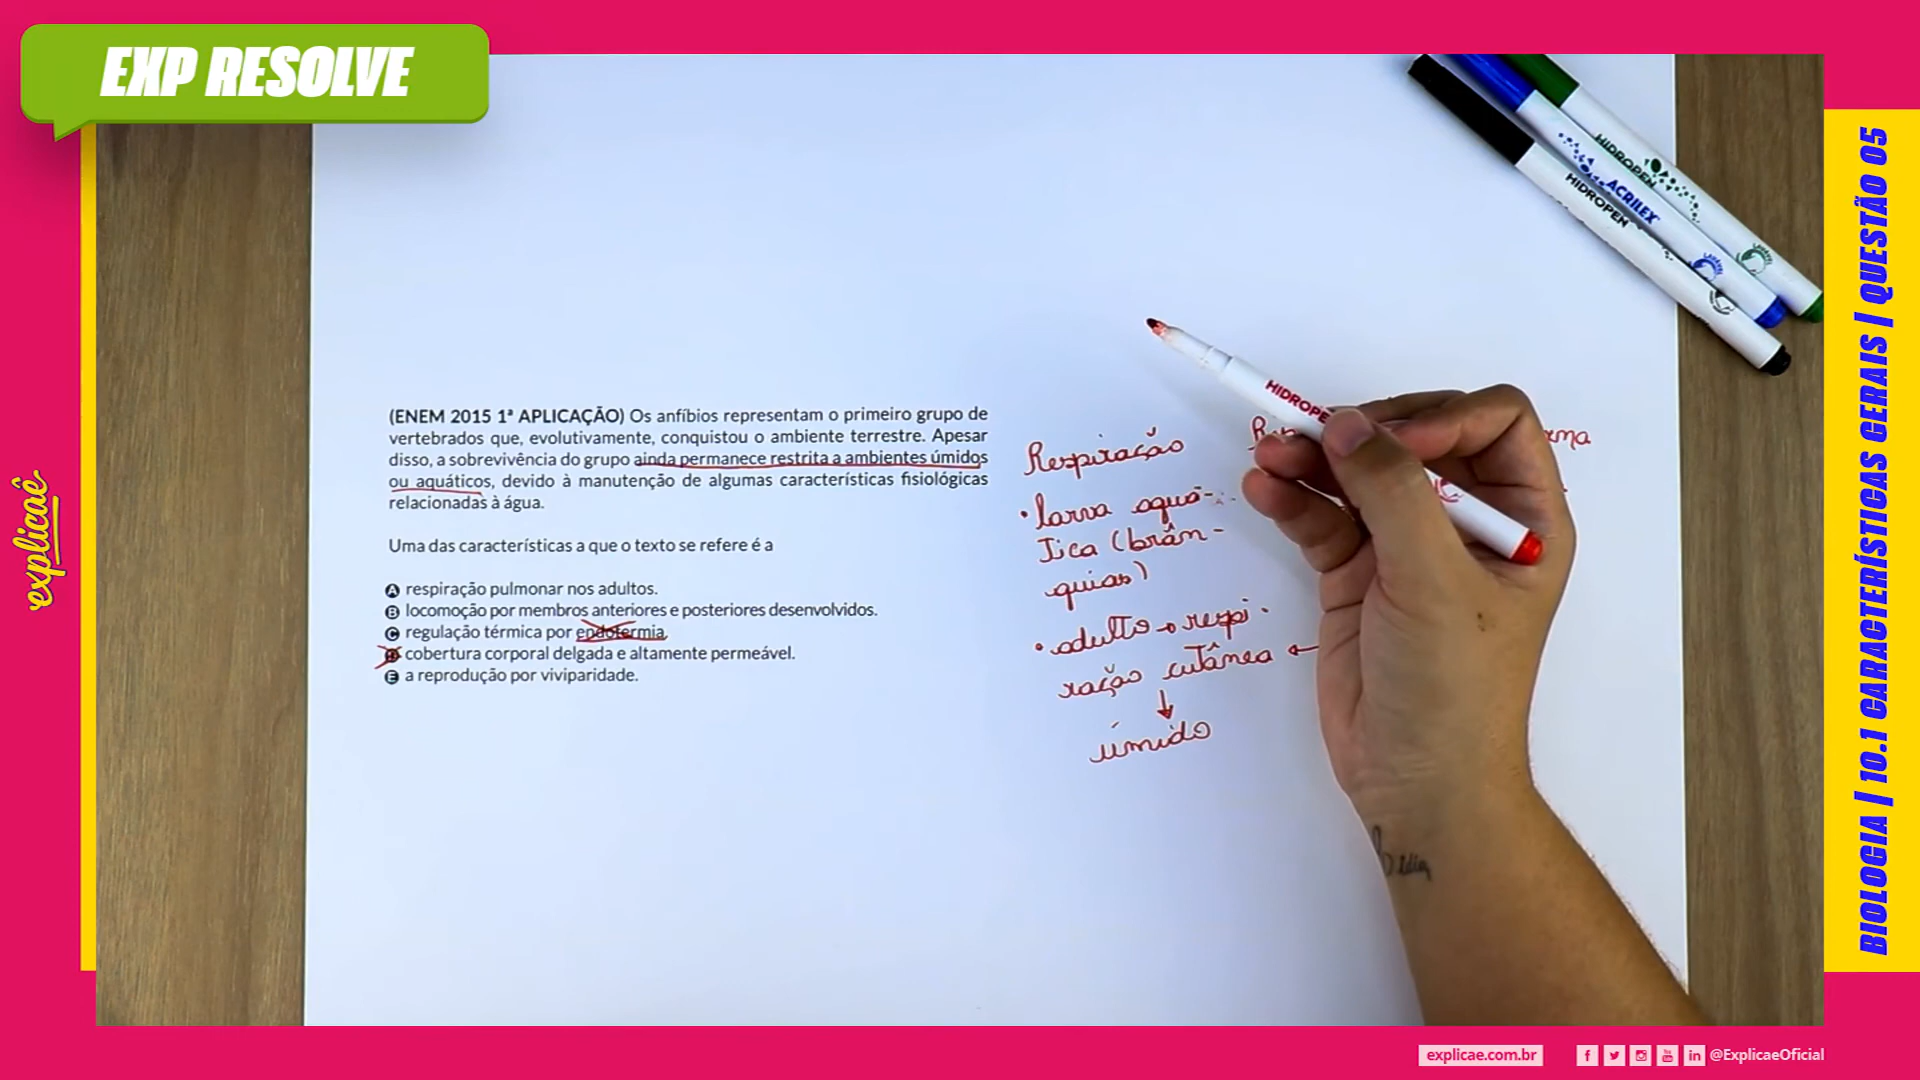 EXP RESOLVE
explicaê
(ENEM 2015 1ª APLICAÇÃO) Os anfíbios representam o primeiro grupo de
vertebrados que, evolutivamente, conquistou o ambiente terrestre. Apesar
disso, a sobrevivência do grupo ainda permanece restrita a ambientes úmidos
ou aquáticos, devido à manutenção de algumas características fisiológicas
relacionadas à água.
Uma das características a que o texto se refere é a
A respiração pulmonar nos adultos.
B locomoção por membros anteriores e posteriores desenvolvidos.
C regulação térmica por endotermia.
D cobertura corporal delgada e altamente permeável.
E a reprodução por viviparidade.
Respiração
• larva aquá-
tica (brân-
quias)
• adulto → respi-
ração cutânea ←
↓
úmido
HIDROPEN
ACRILEX
HIDROPEN
HIDROPE
BIOLOGIA | 10.1 CARACTERÍSTICAS GERAIS | QUESTÃO 05
explicae.com.br
@ExplicaeOficial